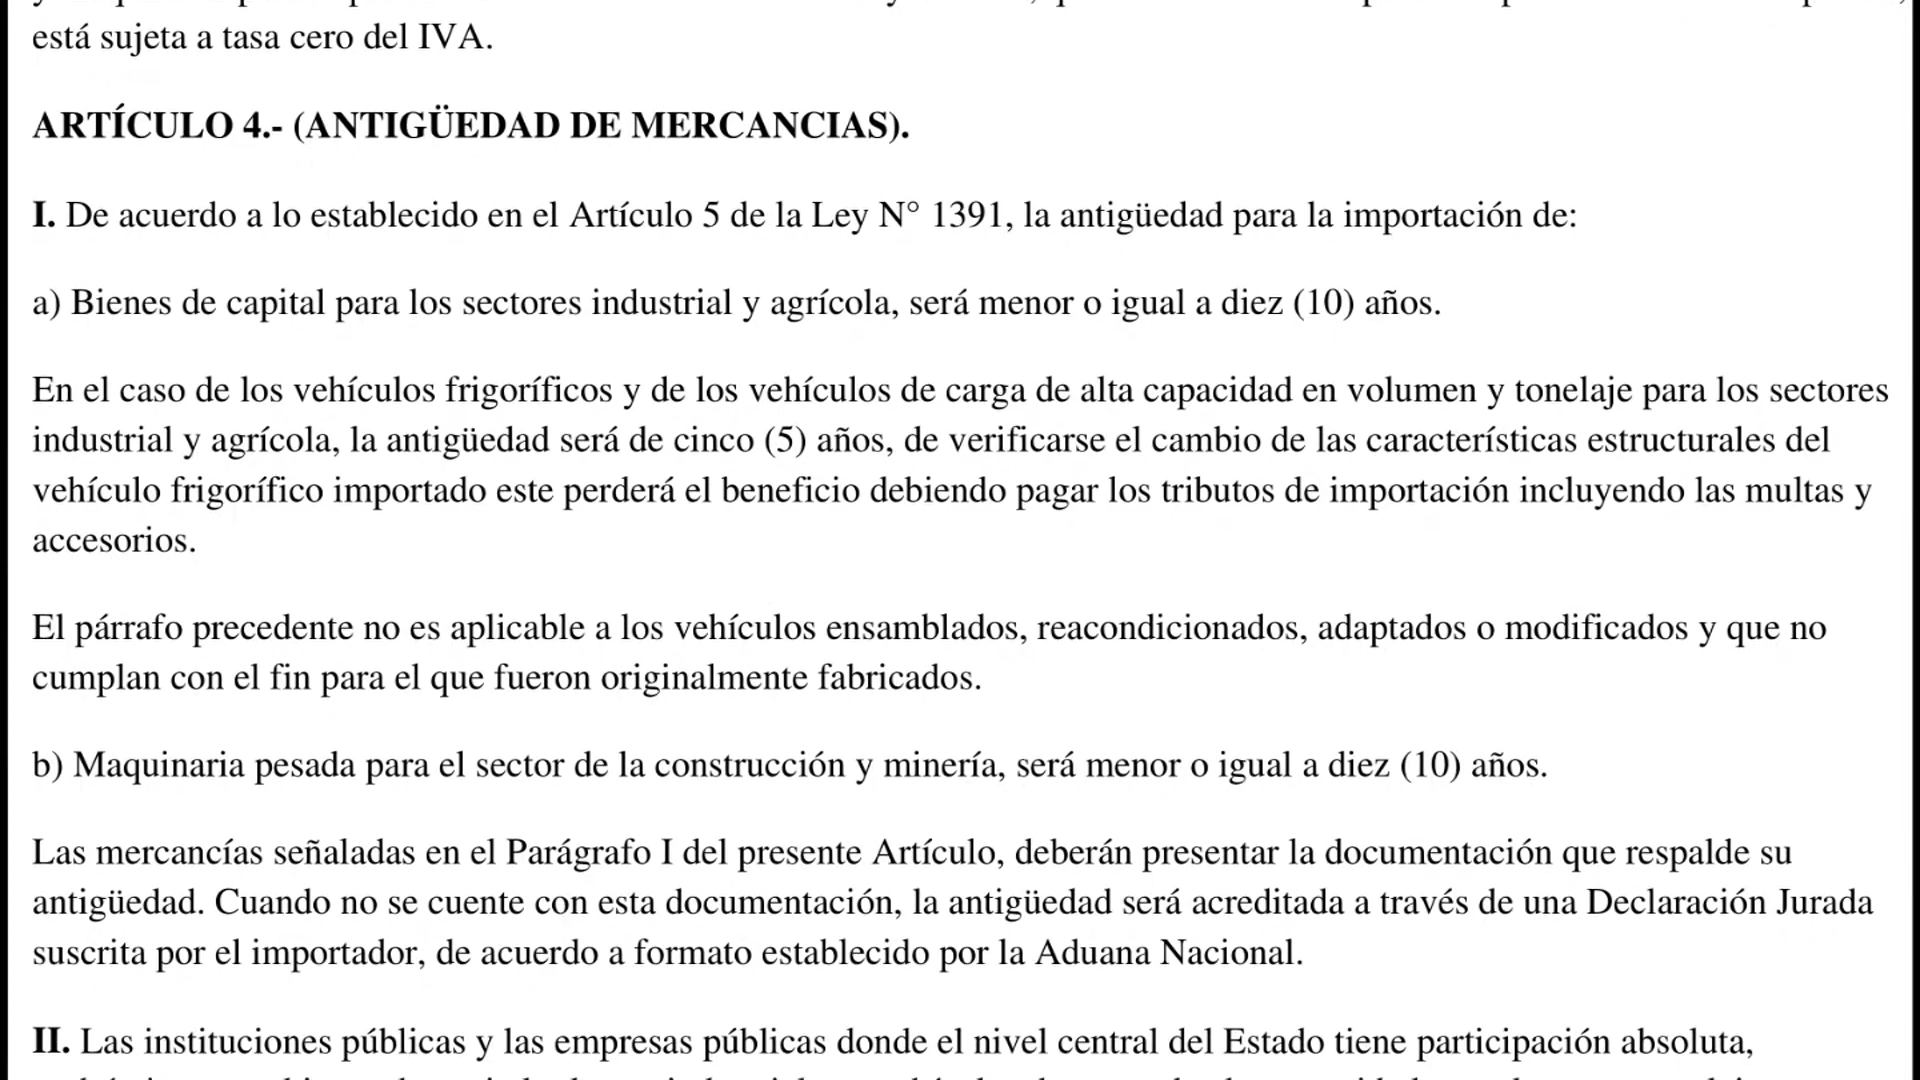 está sujeta a tasa cero del IVA.
ARTÍCULO 4.- (ANTIGÜEDAD DE MERCANCIAS).
I. De acuerdo a lo establecido en el Artículo 5 de la Ley N° 1391, la antigüedad para la importación de:
a) Bienes de capital para los sectores industrial y agrícola, será menor o igual a diez (10) años.
En el caso de los vehículos frigoríficos y de los vehículos de carga de alta capacidad en volumen y tonelaje para los sectores
industrial y agrícola, la antigüedad será de cinco (5) años, de verificarse el cambio de las características estructurales del
vehículo frigorífico importado este perderá el beneficio debiendo pagar los tributos de importación incluyendo las multas y
accesorios.
El párrafo precedente no es aplicable a los vehículos ensamblados, reacondicionados, adaptados o modificados y que no
cumplan con el fin para el que fueron originalmente fabricados.
b) Maquinaria pesada para el sector de la construcción y minería, será menor o igual a diez (10) años.
Las mercancías señaladas en el Parágrafo I del presente Artículo, deberán presentar la documentación que respalde su
antigüedad. Cuando no se cuente con esta documentación, la antigüedad será acreditada a través de una Declaración Jurada
suscrita por el importador, de acuerdo a formato establecido por la Aduana Nacional.
II. Las instituciones públicas y las empresas públicas donde el nivel central del Estado tiene participación absoluta,